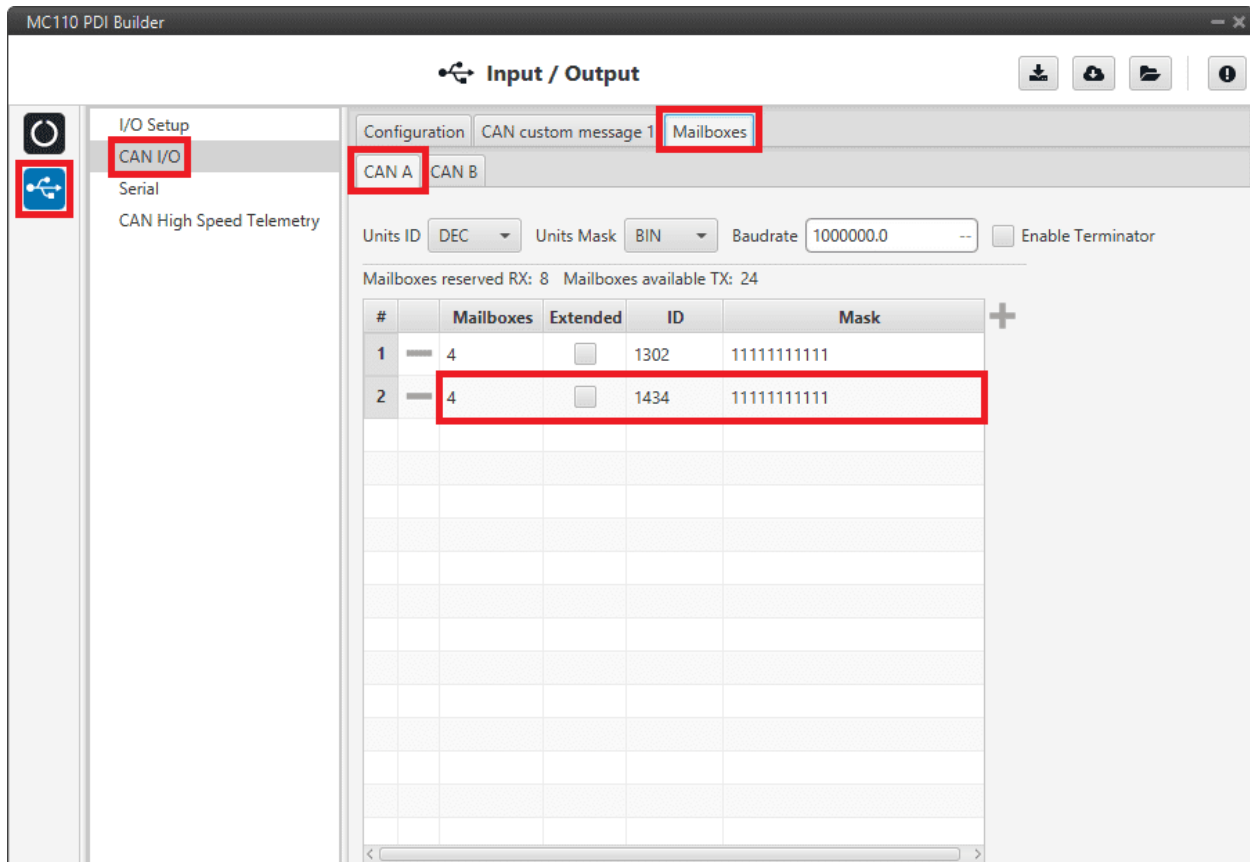 MC110 PDI Builder
Input / Output
I/O Setup
CAN I/O
Serial
CAN High Speed Telemetry
Configuration CAN custom message 1 Mailboxes
CAN A CAN B
Units ID DEC Units Mask BIN Baudrate 1000000.0 -- Enable Terminator
Mailboxes reserved RX: 8 Mailboxes available TX: 24
# Mailboxes Extended ID Mask
1 4 1302 11111111111
2 4 1434 11111111111